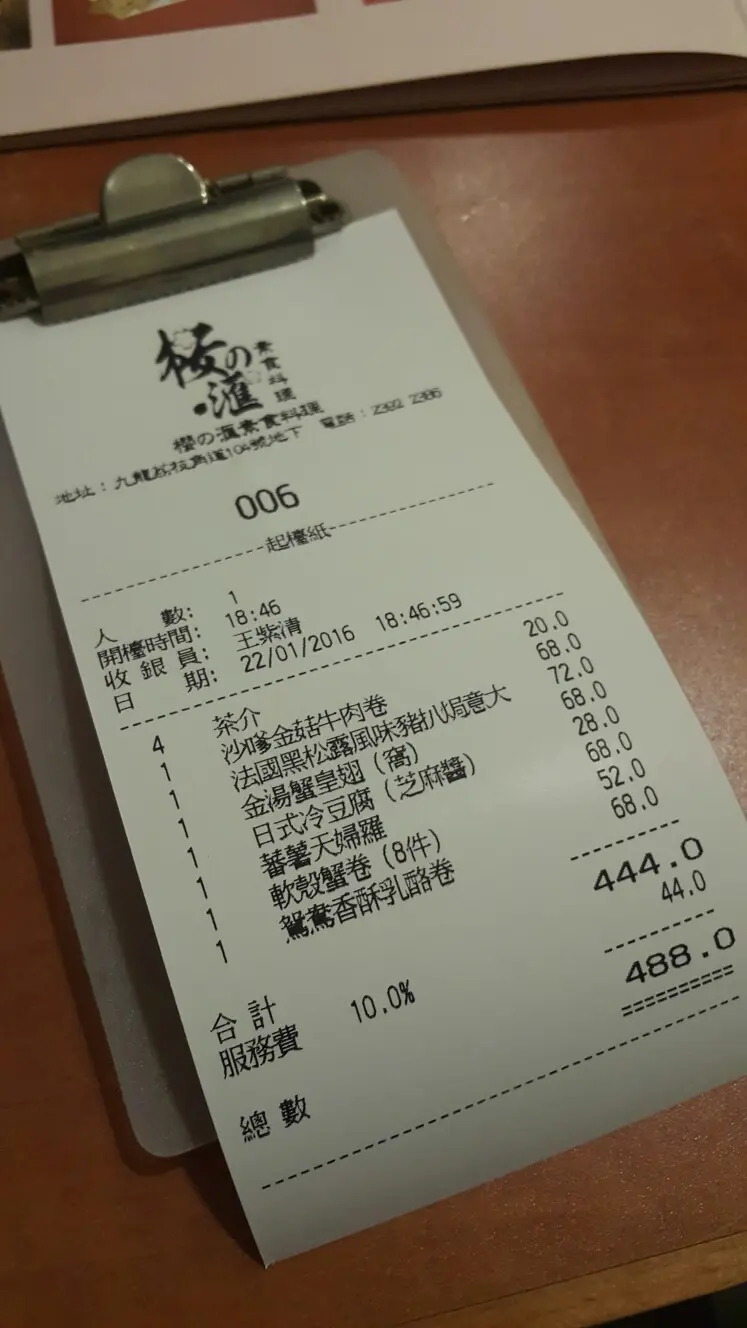 桜の 素食料理
滙
櫻の滙素食料理
地址：九龍荔枝角道104號地下 電話：2392 2386
006
起檯紙
人數: 1
開檯時間: 18:46
收銀員: 王紫清
日期: 22/01/2016 18:46:59
4 茶介 20.0
1 沙嗲金菇牛肉卷 68.0
1 法國黑松露風味豬扒焗意大 72.0
1 金湯蟹皇翅（窩） 68.0
1 日式冷豆腐（芝麻醬） 28.0
1 蕃薯天婦羅 68.0
1 軟殼蟹卷（8件） 52.0
1 鴛鴦香酥乳酪卷 68.0
合計 444.0
服務費 10.0% 44.0
總數 488.0